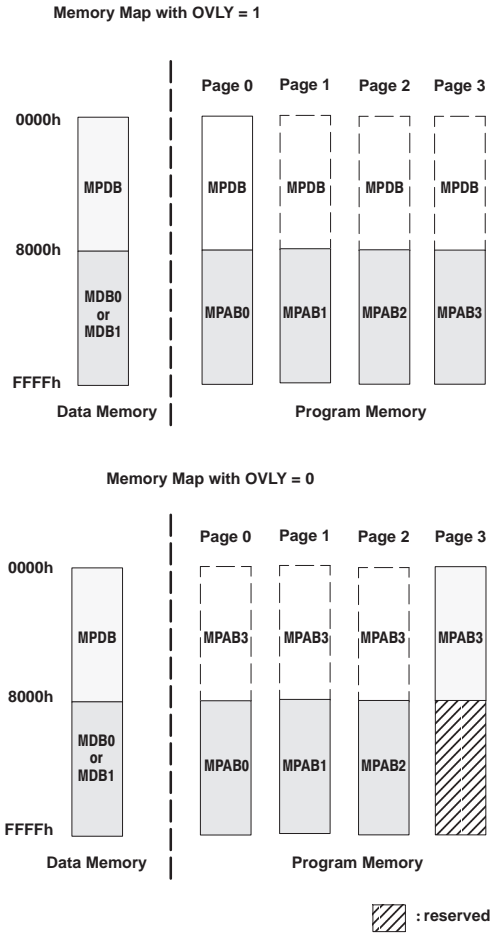 Memory Map with OVLY = 1
Page 0 Page 1 Page 2 Page 3
0000h
MPDB MPDB MPDB MPDB MPDB
8000h
MDB0
or
MDB1
MPAB0 MPAB1 MPAB2 MPAB3
FFFFh
Data Memory Program Memory
Memory Map with OVLY = 0
Page 0 Page 1 Page 2 Page 3
0000h
MPDB MPAB3 MPAB3 MPAB3 MPAB3
8000h
MDB0
or
MDB1
MPAB0 MPAB1 MPAB2
FFFFh
Data Memory Program Memory
: reserved